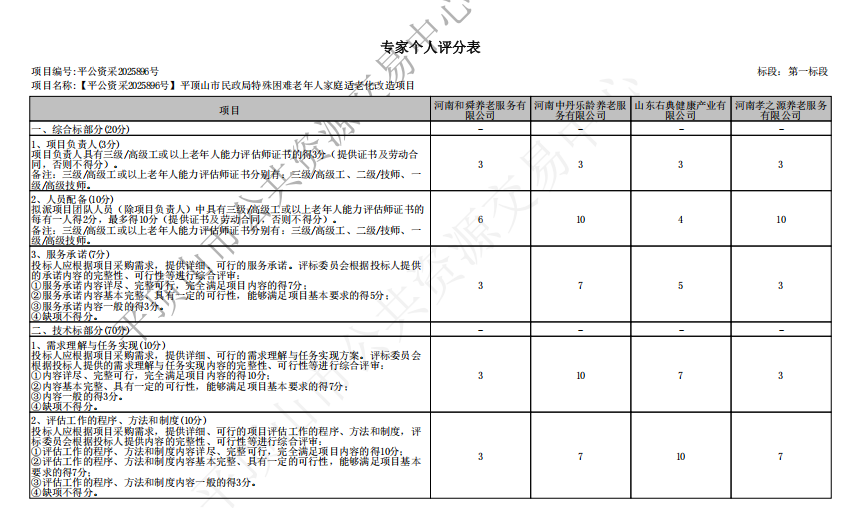 专家个人评分表
项目编号:平公资采2025896号
标段：第一标段
项目名称:【平公资采2025896号】平顶山市民政局特殊困难老年人家庭适老化改造项目
项目
河南和舜养老服务有
限公司
河南中丹乐龄养老服
务有限公司
山东右典健康产业有
限公司
河南孝之源养老服务
有限公司
一、综合标部分(20分)
-
-
-
-
1、项目负责人(3分)
项目负责人具有三级/高级工或以上老年人能力评估师证书的得3分（提供证书及劳动合
同，否则不得分）。
备注：三级/高级工或以上老年人能力评估师证书分别有：三级/高级工、二级/技师、一
级/高级技师。
3
3
3
3
2、人员配备(10分)
拟派项目团队人员（除项目负责人）中具有三级/高级工或以上老年人能力评估师证书的
每有一人得2分，最多得10分（提供证书及劳动合同，否则不得分）。
备注：三级/高级工或以上老年人能力评估师证书分别有：三级/高级工、二级/技师、一
级/高级技师。
6
10
4
10
3、服务承诺(7分)
投标人应根据项目采购需求，提供详细、可行的服务承诺。评标委员会根据投标人提供
的承诺内容的完整性、可行性等进行综合评审：
①服务承诺内容详尽、完整可行，完全满足项目内容的得7分；
②服务承诺内容基本完整、具有一定的可行性，能够满足项目基本要求的得5分；
③服务承诺内容一般的得3分。
④缺项不得分。
3
7
5
3
二、技术标部分(70分)
-
-
-
-
1、需求理解与任务实现(10分)
投标人应根据项目采购需求，提供详细、可行的需求理解与任务实现方案。评标委员会
根据投标人提供的需求理解与任务实现内容的完整性、可行性等进行综合评审：
①内容详尽、完整可行，完全满足项目内容的得10分；
②内容基本完整、具有一定的可行性，能够满足项目基本要求的得7分；
③内容一般的得3分。
④缺项不得分。
3
10
7
3
2、评估工作的程序、方法和制度(10分)
投标人应根据项目采购需求，提供详细、可行的项目评估工作的程序、方法和制度，评
标委员会根据投标人提供内容的完整性、可行性等进行综合评审：
①评估工作的程序、方法和制度内容详尽、完整可行，完全满足项目内容的得10分；
②评估工作的程序、方法和制度内容基本完整、具有一定的可行性，能够满足项目基本
要求的得7分；
③评估工作的程序、方法和制度内容一般的得3分。
④缺项不得分。
3
7
10
7
平顶山市公共资源交易中心
平顶山市公共资源交易中心